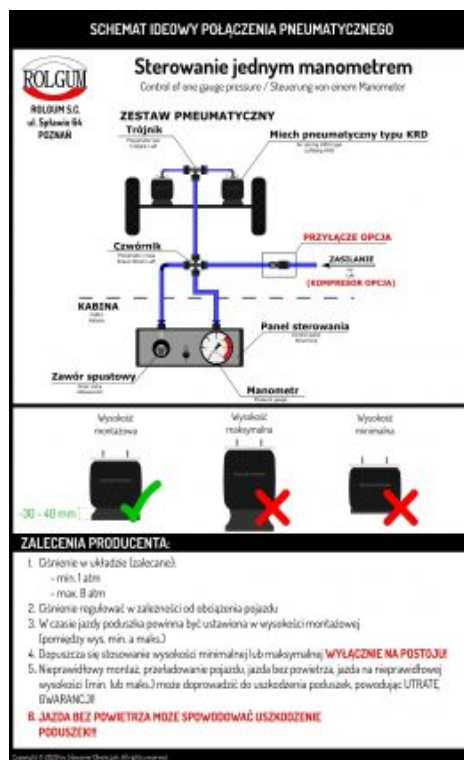 SCHEMAT IDEOWY POŁĄCZENIA PNEUMATYCZNEGO
ROLGUM
ROLGUM S.C.
ul. Spławie 64
POZNAŃ
Sterowanie jednym manometrem
Control of one gauge pressure / Steuerung von einem Manometer
ZESTAW PNEUMATYCZNY
Trójnik
Miech pneumatyczny typu KRD
Czwórnik
PRZYŁĄCZE OPCJA
ZASILANIE
(KOMPRESOR OPCJA)
KABINA
Panel sterowania
Zawór spustowy
Manometr
Wysokość
montażowa
Wysokość
maksymalna
Wysokość
minimalna
~30 - 40 mm
ZALECENIA PRODUCENTA:
1. Ciśnienie w układzie (zalecane):
- min. 1 atm
- max. 8 atm
2. Ciśnienie regulować w zależności od obciążenia pojazdu
3. W czasie jazdy poduszka powinna być ustawiona w wysokości montażowej
(pomiędzy wys. min. a maks.)
4. Dopuszcza się stosowanie wysokości minimalnej lub maksymalnej WYŁĄCZNIE NA POSTOJU!
5. Nieprawidłowy montaż, przeładowanie pojazdu, jazda bez powietrza, jazda na nieprawidłowej
wysokości (min. lub maks.) może doprowadzić do uszkodzenia poduszek, powodując UTRATĘ
GWARANCJI!
6. JAZDA BEZ POWIETRZA MOŻE SPOWODOWAĆ USZKODZENIE
PODUSZEK!!!